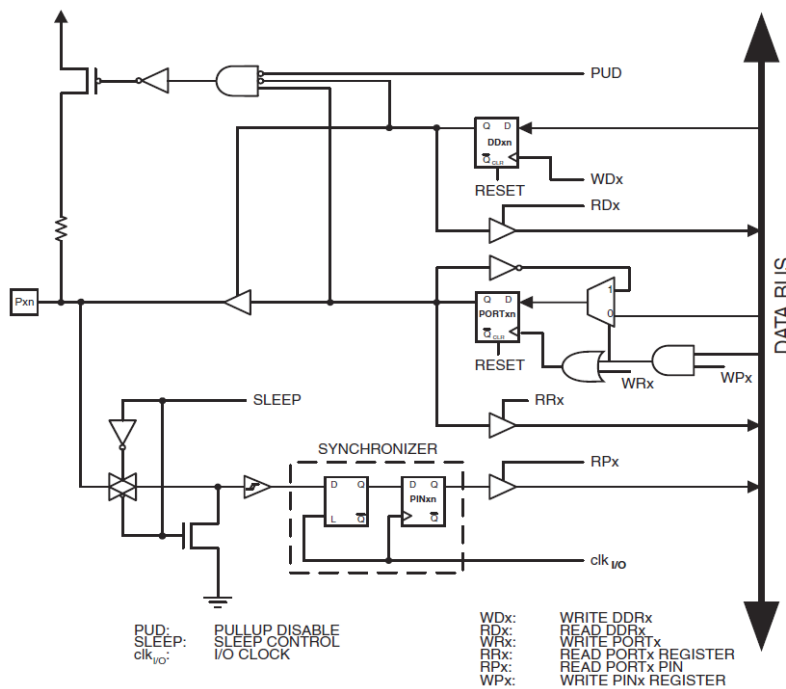 PUD
Q D
DDxn
Q CLR
WDx
RESET
RDx
Pxn
1
Q D
PORTxn
0
Q CLR
RESET
WRx
WPx
DATA BUS
SLEEP
RRx
SYNCHRONIZER
RPx
D Q
D Q
PINxn
L Q
Q
clk I/O
PUD: PULLUP DISABLE
SLEEP: SLEEP CONTROL
clk I/O: I/O CLOCK
WDx: WRITE DDRx
RDx: READ DDRx
WRx: WRITE PORTx
RRx: READ PORTx REGISTER
RPx: READ PORTx PIN
WPx: WRITE PINx REGISTER